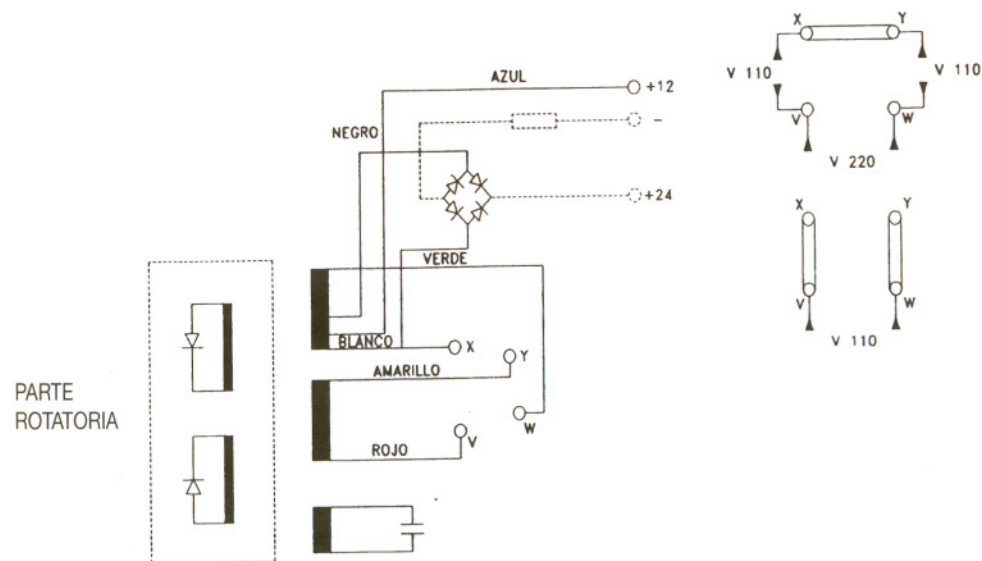 X
Y
V 110
V 110
V
W
V 220
AZUL
+12
NEGRO
-
+24
VERDE
X
Y
V
W
V 110
BLANCO
X
Y
AMARILLO
W
V
ROJO
PARTE
ROTATORIA